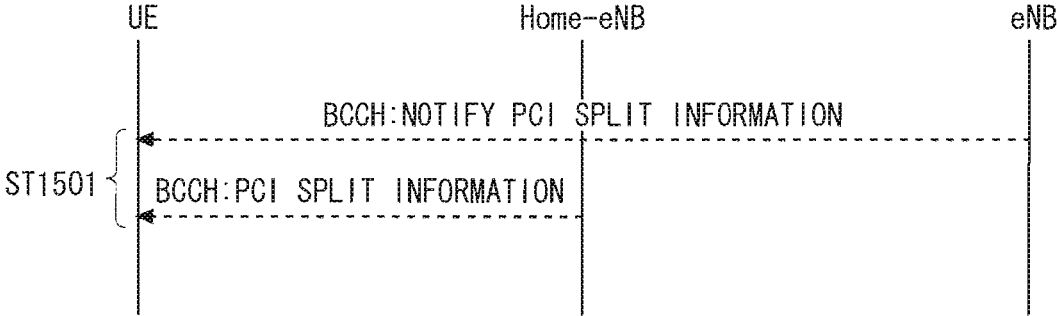 UE Home-eNB eNB
BCCH:NOTIFY PCI SPLIT INFORMATION
ST1501
BCCH:PCI SPLIT INFORMATION